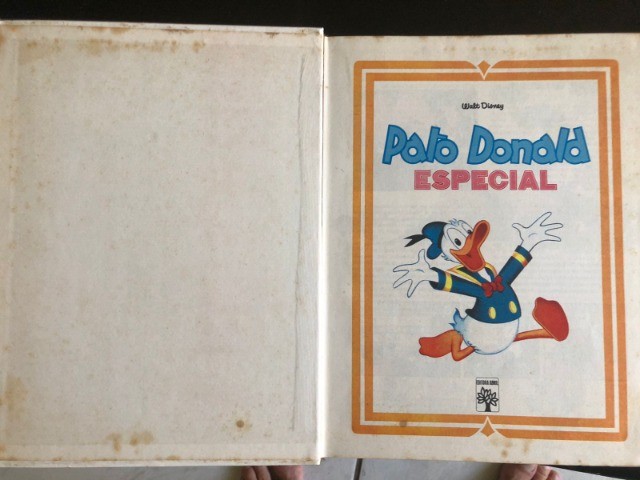 Walt Disney
Pato Donald
ESPECIAL
EDITORA ABRIL